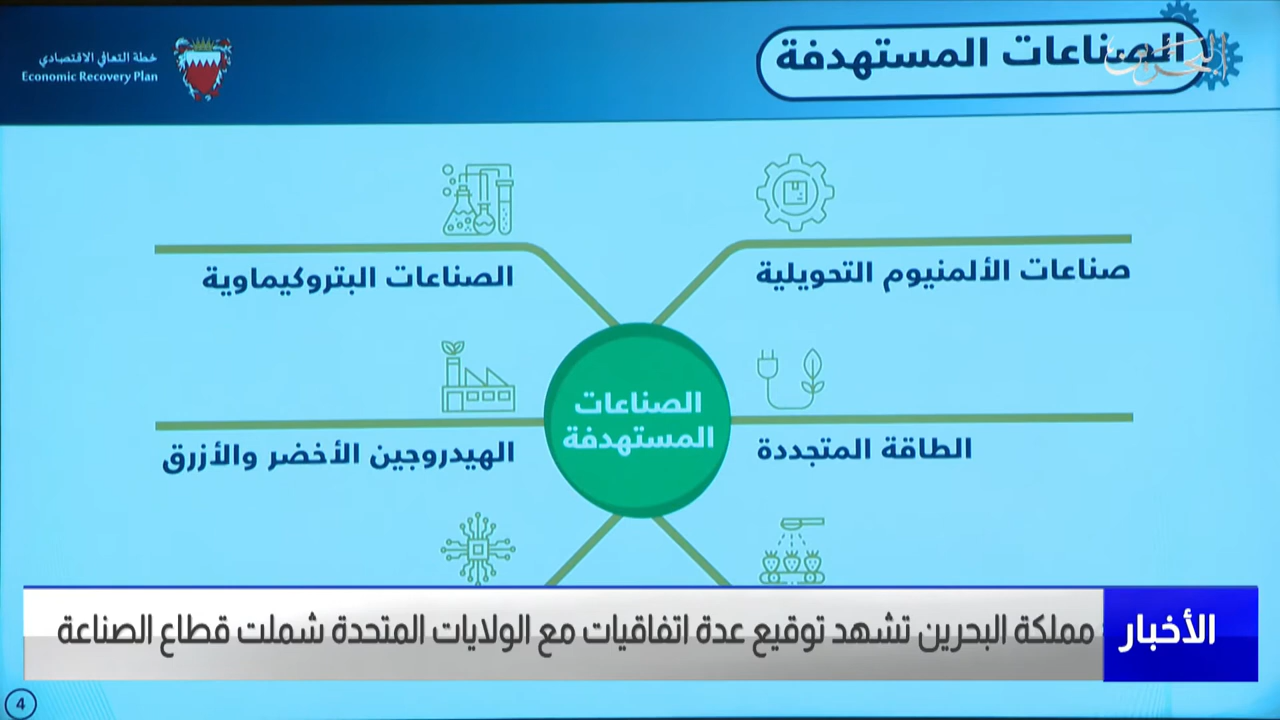 الصناعات المستهدفة
البحرين
خطة التعافي الاقتصادي
Economic Recovery Plan
صناعات الألمنيوم التحويلية
الصناعات البتروكيماوية
الصناعات
المستهدفة
الطاقة المتجددة
الهيدروجين الأخضر والأزرق
الأخبار
مملكة البحرين تشهد توقيع عدة اتفاقيات مع الولايات المتحدة شملت قطاع الصناعة
4